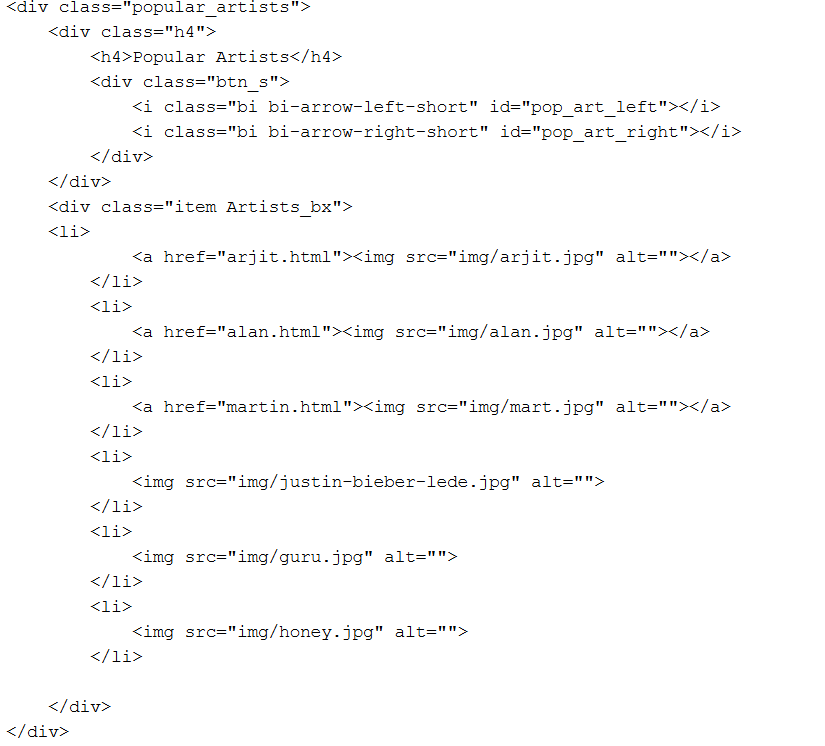 <div class="popular_artists">
    <div class="h4">
        <h4>Popular Artists</h4>
        <div class="btn_s">
            <i class="bi bi-arrow-left-short" id="pop_art_left"></i>
            <i class="bi bi-arrow-right-short" id="pop_art_right"></i>
        </div>
    </div>
    <div class="item Artists_bx">
    <li>
            <a href="arjit.html"><img src="img/arjit.jpg" alt=""></a>
        </li>
        <li>
            <a href="alan.html"><img src="img/alan.jpg" alt=""></a>
        </li>
        <li>
            <a href="martin.html"><img src="img/mart.jpg" alt=""></a>
        </li>
        <li>
            <img src="img/justin-bieber-lede.jpg" alt="">
        </li>
        <li>
            <img src="img/guru.jpg" alt="">
        </li>
        <li>
            <img src="img/honey.jpg" alt="">
        </li>

    </div>
</div>